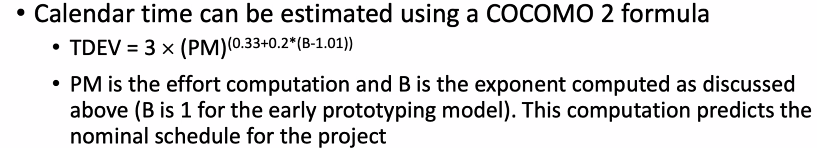 • Calendar time can be estimated using a COCOMO 2 formula
• TDEV = 3 × (PM)^(0.33+0.2*(B-1.01))
• PM is the effort computation and B is the exponent computed as discussed
above (B is 1 for the early prototyping model). This computation predicts the
nominal schedule for the project